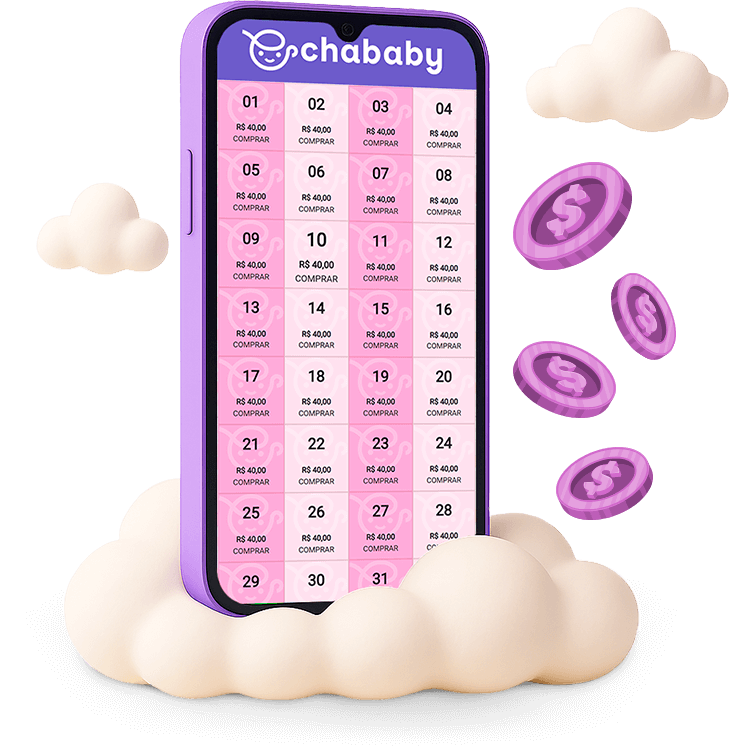 echababy
01 02 03 04
R$ 40,00 R$ 40,00 R$ 40,00 R$ 40,00
COMPRAR COMPRAR COMPRAR COMPRAR
05 06 07 08
R$ 40,00 R$ 40,00 R$ 40,00 R$ 40,00
COMPRAR COMPRAR COMPRAR COMPRAR
09 10 11 12
R$ 40,00 R$ 40,00 R$ 40,00 R$ 40,00
COMPRAR COMPRAR COMPRAR COMPRAR
13 14 15 16
R$ 40,00 R$ 40,00 R$ 40,00 R$ 40,00
COMPRAR COMPRAR COMPRAR COMPRAR
17 18 19 20
R$ 40,00 R$ 40,00 R$ 40,00 R$ 40,00
COMPRAR COMPRAR COMPRAR COMPRAR
21 22 23 24
R$ 40,00 R$ 40,00 R$ 40,00 R$ 40,00
COMPRAR COMPRAR COMPRAR COMPRAR
25 26 27 28
R$ 40,00 R$ 40,00 R$ 40,00 R$ 40,00
COMPRAR COMPRAR COMPRAR
29 30 31
$
$
$
$